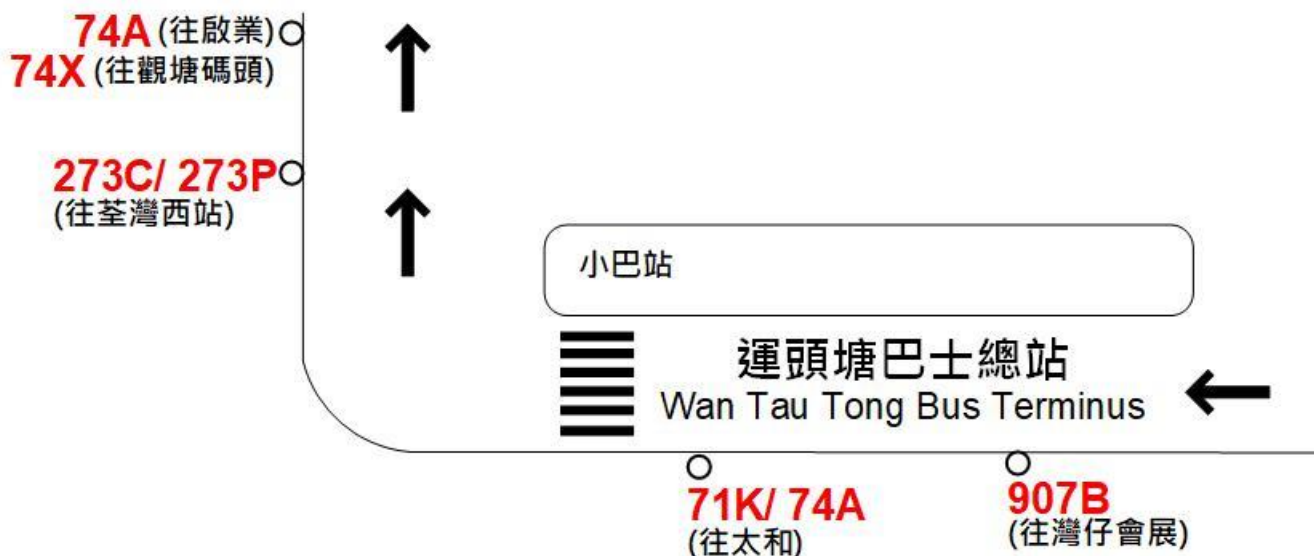 74A (往啟業)
74X (往觀塘碼頭)
273C/ 273P
(往荃灣西站)
小巴站
運頭塘巴士總站
Wan Tau Tong Bus Terminus
71K/ 74A
(往太和)
907B
(往灣仔會展)